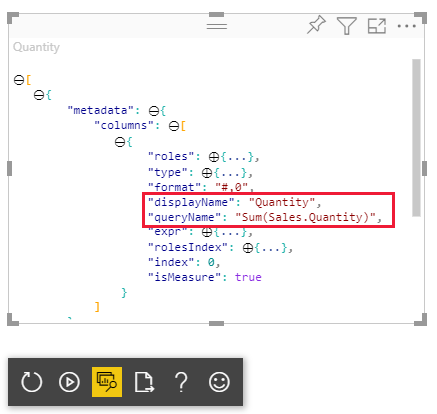 Quantity
[
{
"metadata": {
"columns": [
{
"roles": {...},
"type": {...},
"format": "#,0",
"displayName": "Quantity",
"queryName": "Sum(Sales.Quantity)",
"expr": {...},
"rolesIndex": {...},
"index": 0,
"isMeasure": true
}
]